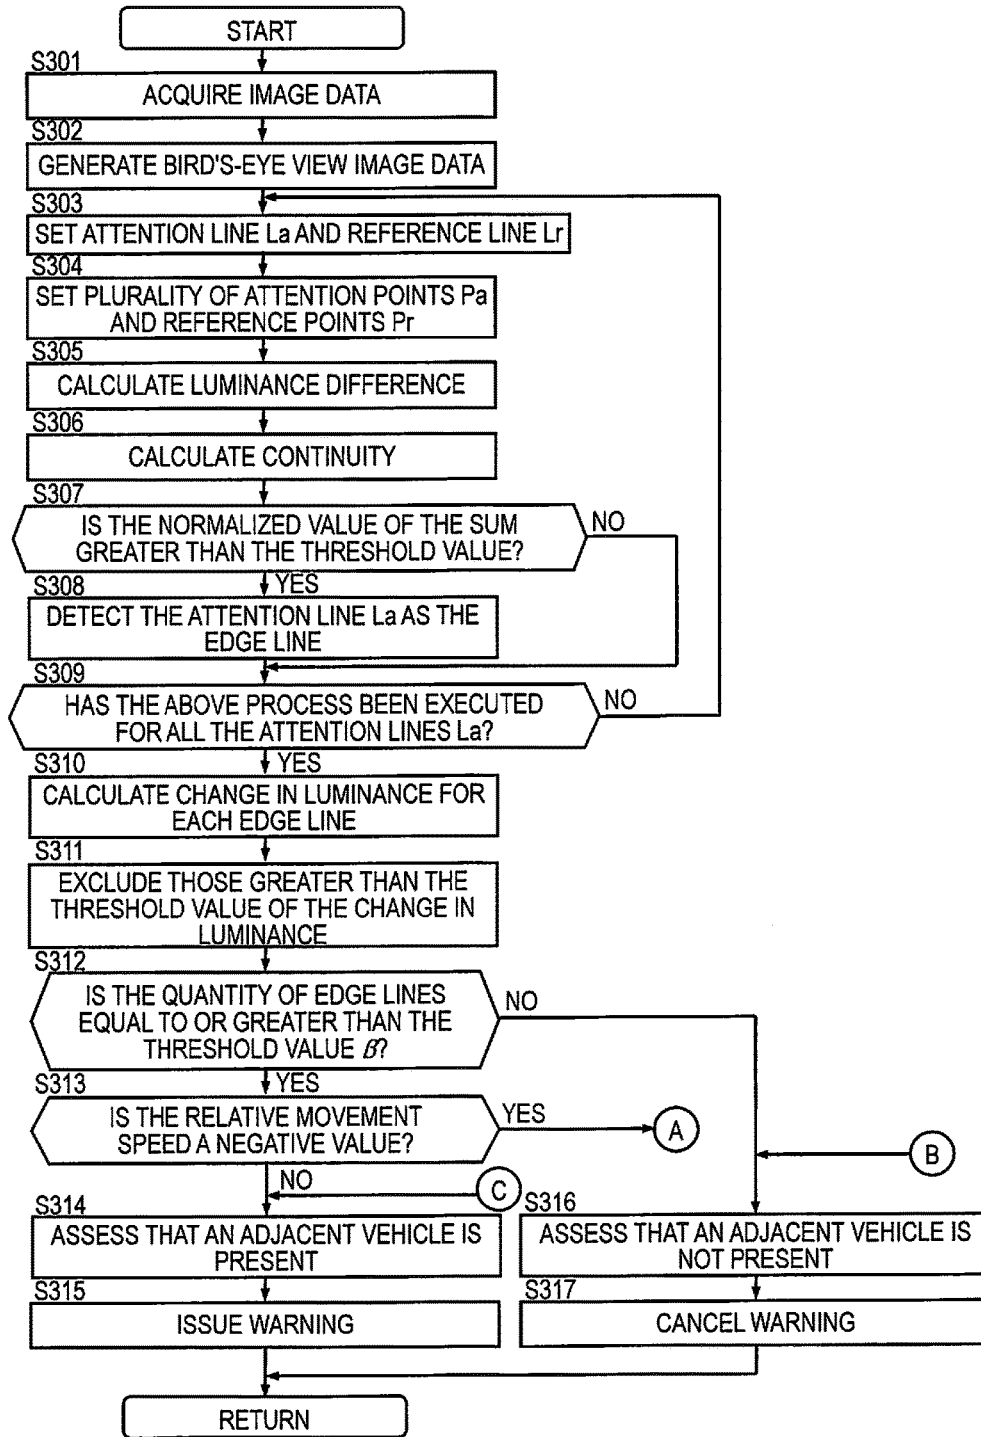 START
S301
ACQUIRE IMAGE DATA
S302
GENERATE BIRD'S-EYE VIEW IMAGE DATA
S303
SET ATTENTION LINE La AND REFERENCE LINE Lr
S304
SET PLURALITY OF ATTENTION POINTS Pa
AND REFERENCE POINTS Pr
S305
CALCULATE LUMINANCE DIFFERENCE
S306
CALCULATE CONTINUITY
S307
IS THE NORMALIZED VALUE OF THE SUM
GREATER THAN THE THRESHOLD VALUE?
NO
YES
S308
DETECT THE ATTENTION LINE La AS THE
EDGE LINE
S309
HAS THE ABOVE PROCESS BEEN EXECUTED
FOR ALL THE ATTENTION LINES La?
NO
YES
S310
CALCULATE CHANGE IN LUMINANCE FOR
EACH EDGE LINE
S311
EXCLUDE THOSE GREATER THAN THE
THRESHOLD VALUE OF THE CHANGE IN
LUMINANCE
S312
IS THE QUANTITY OF EDGE LINES
EQUAL TO OR GREATER THAN THE
THRESHOLD VALUE β?
NO
YES
S313
IS THE RELATIVE MOVEMENT
SPEED A NEGATIVE VALUE?
YES
A
B
NO
C
S314
ASSESS THAT AN ADJACENT VEHICLE IS
PRESENT
S315
ISSUE WARNING
S316
ASSESS THAT AN ADJACENT VEHICLE IS
NOT PRESENT
S317
CANCEL WARNING
RETURN